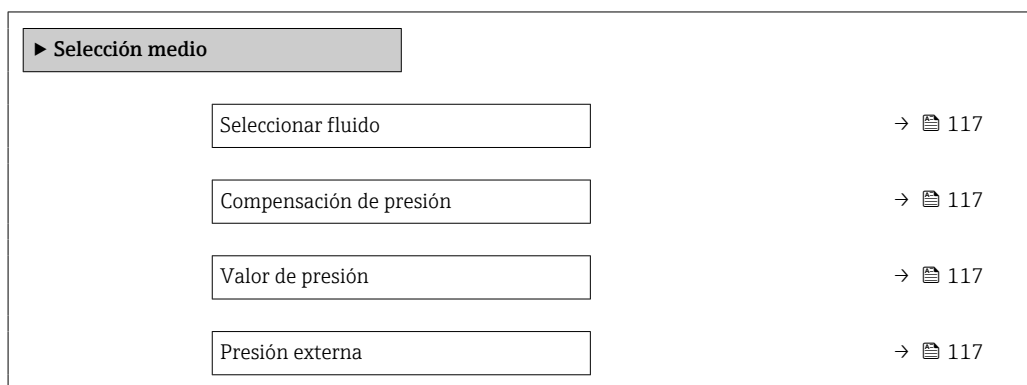 ▶ Selección medio
Seleccionar fluido → 117
Compensación de presión → 117
Valor de presión → 117
Presión externa → 117